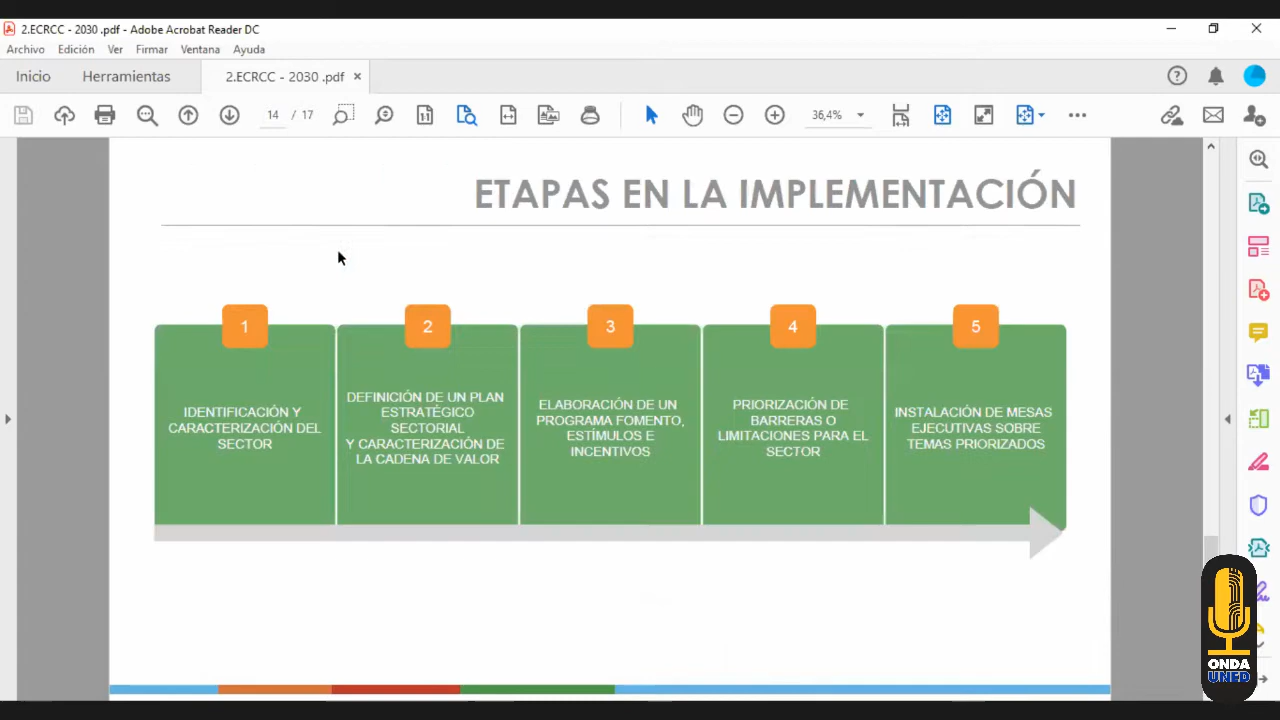 2.ECRCC - 2030 .pdf - Adobe Acrobat Reader DC
Archivo Edición Ver Firmar Ventana Ayuda
Inicio Herramientas 2.ECRCC - 2030 .pdf ×
14 / 17 36,4%
ETAPAS EN LA IMPLEMENTACIÓN
1
IDENTIFICACIÓN Y
CARACTERIZACIÓN DEL
SECTOR
2
DEFINICIÓN DE UN PLAN
ESTRATÉGICO
SECTORIAL
Y CARACTERIZACIÓN DE
LA CADENA DE VALOR
3
ELABORACIÓN DE UN
PROGRAMA FOMENTO,
ESTÍMULOS E
INCENTIVOS
4
PRIORIZACIÓN DE
BARRERAS O
LIMITACIONES PARA EL
SECTOR
5
INSTALACIÓN DE MESAS
EJECUTIVAS SOBRE
TEMAS PRIORIZADOS
ONDA
UNED